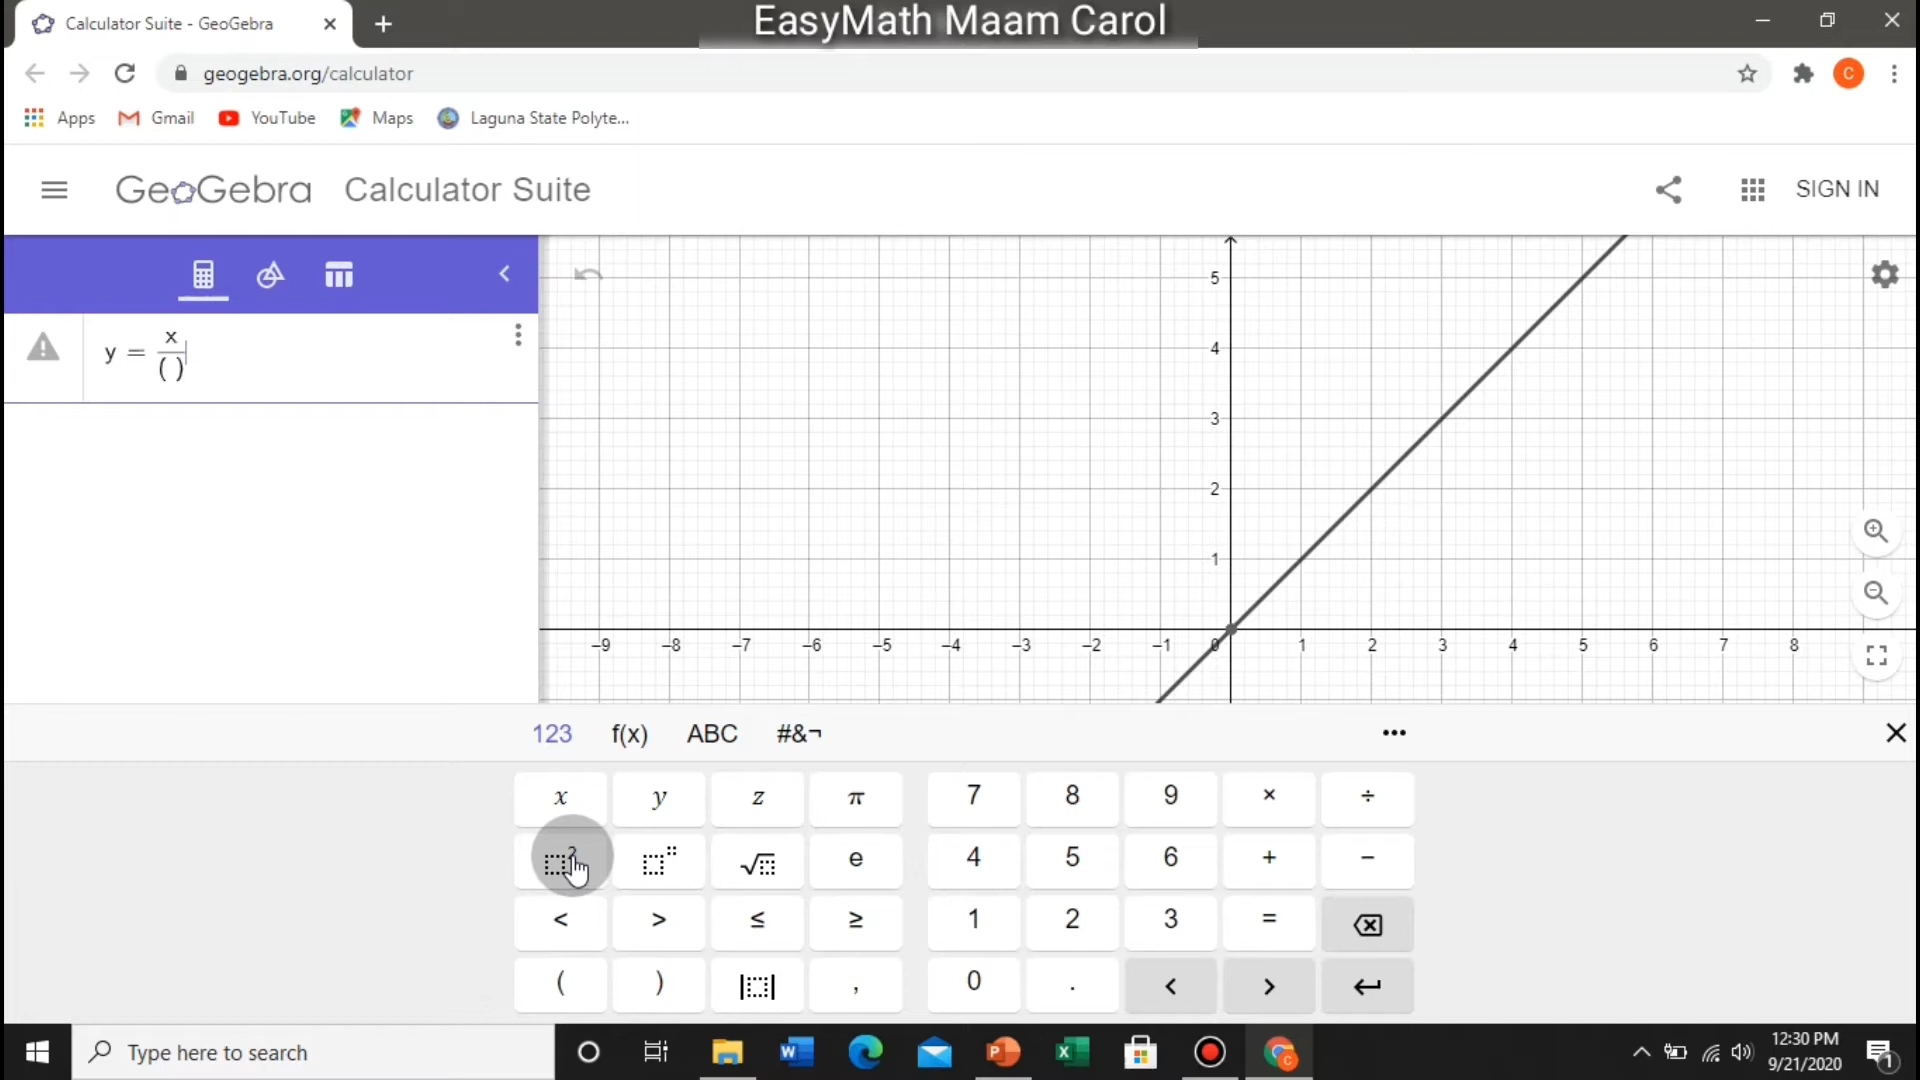 Calculator Suite - GeoGebra
EasyMath Maam Carol
geogebra.org/calculator
C
Apps
Gmail
YouTube
Maps
Laguna State Polyte...
GeoGebra
Calculator Suite
SIGN IN
y = x/( )
5
4
3
2
1
–9 –8 –7 –6 –5 –4 –3 –2 –1 0 1 2 3 4 5 6 7 8
123 f(x) ABC #&¬ •••
x y z π 7 8 9 × ÷
2 √ e 4 5 6 + −
< > ≤ ≥ 1 2 3 =
( ) | | , 0 . < >
Type here to search
12:30 PM
9/21/2020
1